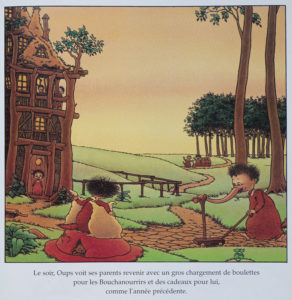 Le soir, Oups voit ses parents revenir avec un gros chargement de boulettes
pour les Bouchanourrirs et des cadeaux pour lui,
comme l'année précédente.